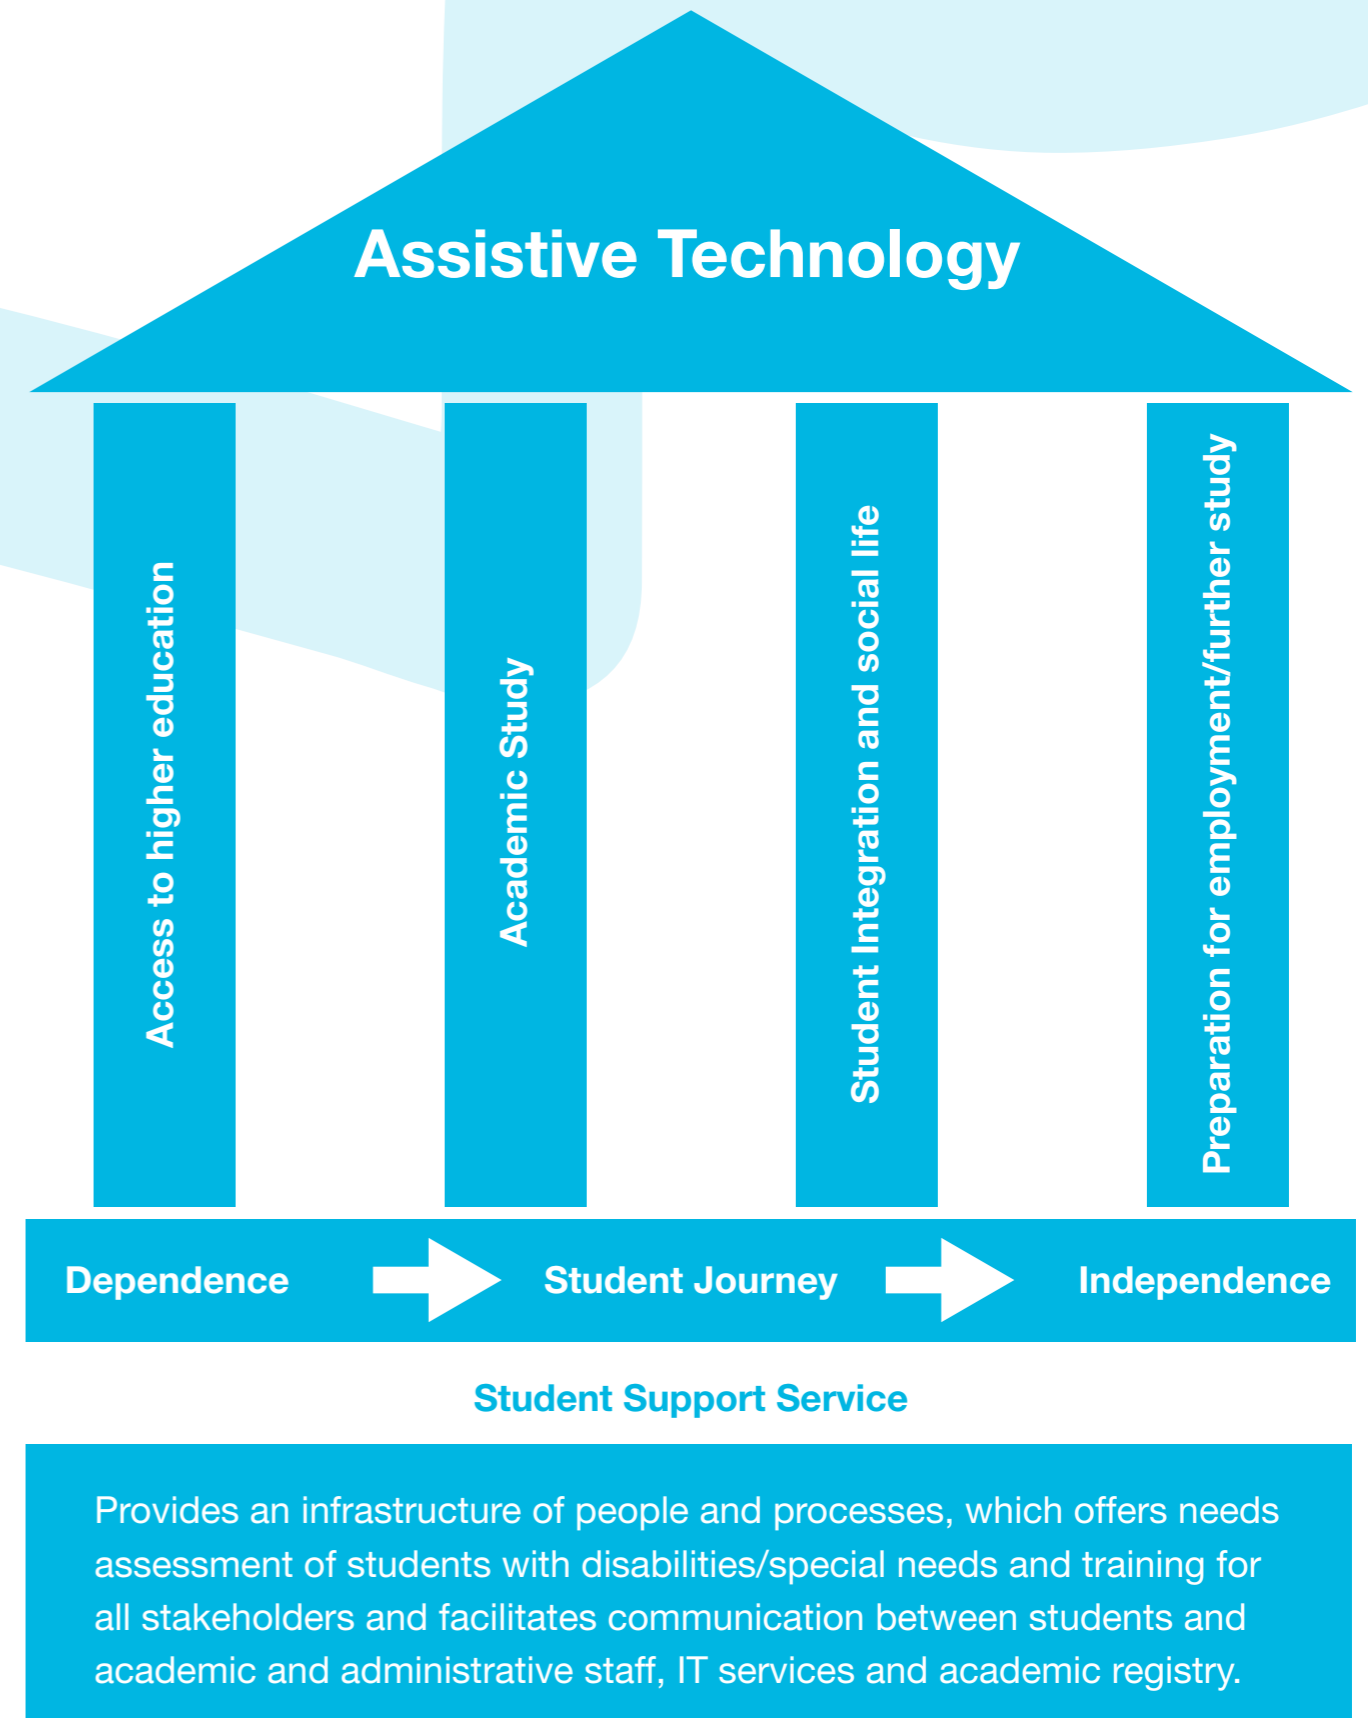 Assistive Technology
Access to higher education
Academic Study
Student Integration and social life
Preparation for employment/further study
Dependence
Student Journey
Independence
Student Support Service
Provides an infrastructure of people and processes, which offers needs
assessment of students with disabilities/special needs and training for
all stakeholders and facilitates communication between students and
academic and administrative staff, IT services and academic registry.